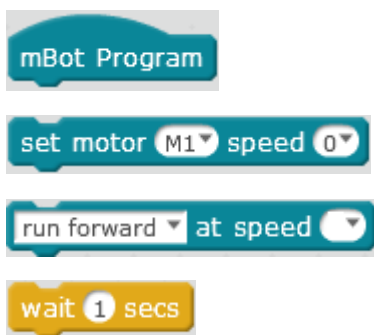 mBot Program
set motor M1 speed 0
run forward at speed
wait 1 secs